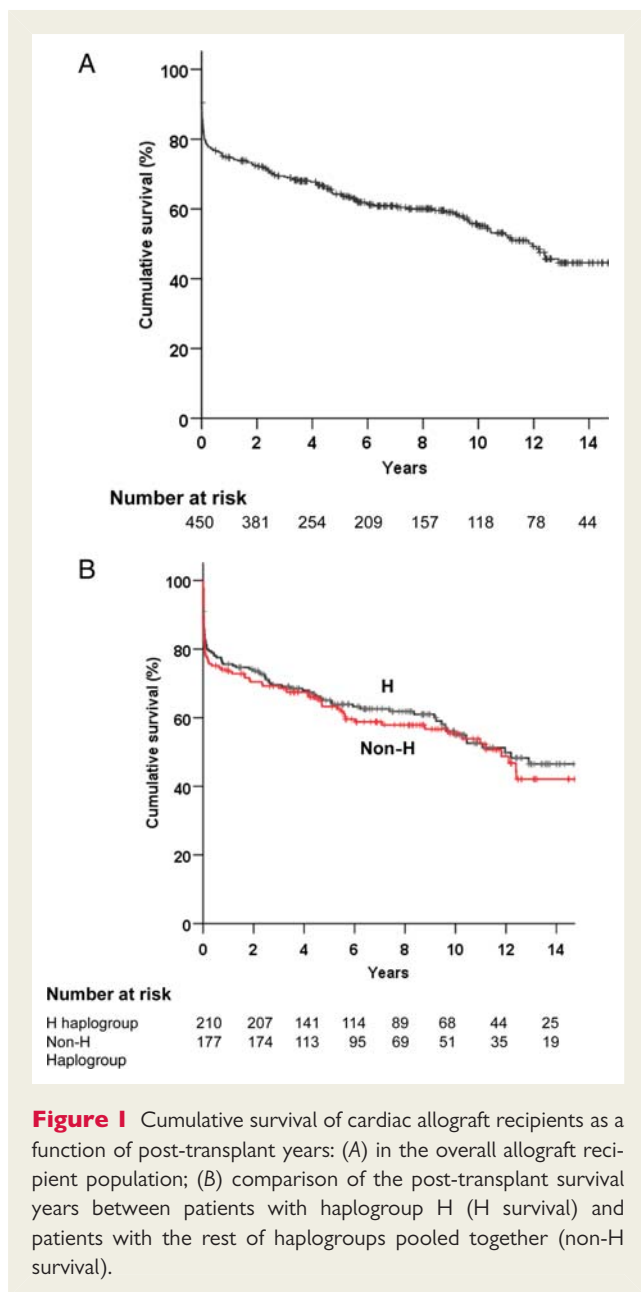 A
Cumulative survival (%)
100
80
60
40
20
0
0 2 4 6 8 10 12 14
Years
Number at risk
450 381 254 209 157 118 78 44
B
Cumulative survival (%)
100
80
60
40
20
0
H
Non-H
0 2 4 6 8 10 12 14
Years
Number at risk
H haplogroup 210 207 141 114 89 68 44 25
Non-H 177 174 113 95 69 51 35 19
Haplogroup
Figure 1 Cumulative survival of cardiac allograft recipients as a
function of post-transplant years: (A) in the overall allograft reci-
pient population; (B) comparison of the post-transplant survival
years between patients with haplogroup H (H survival) and
patients with the rest of haplogroups pooled together (non-H
survival).